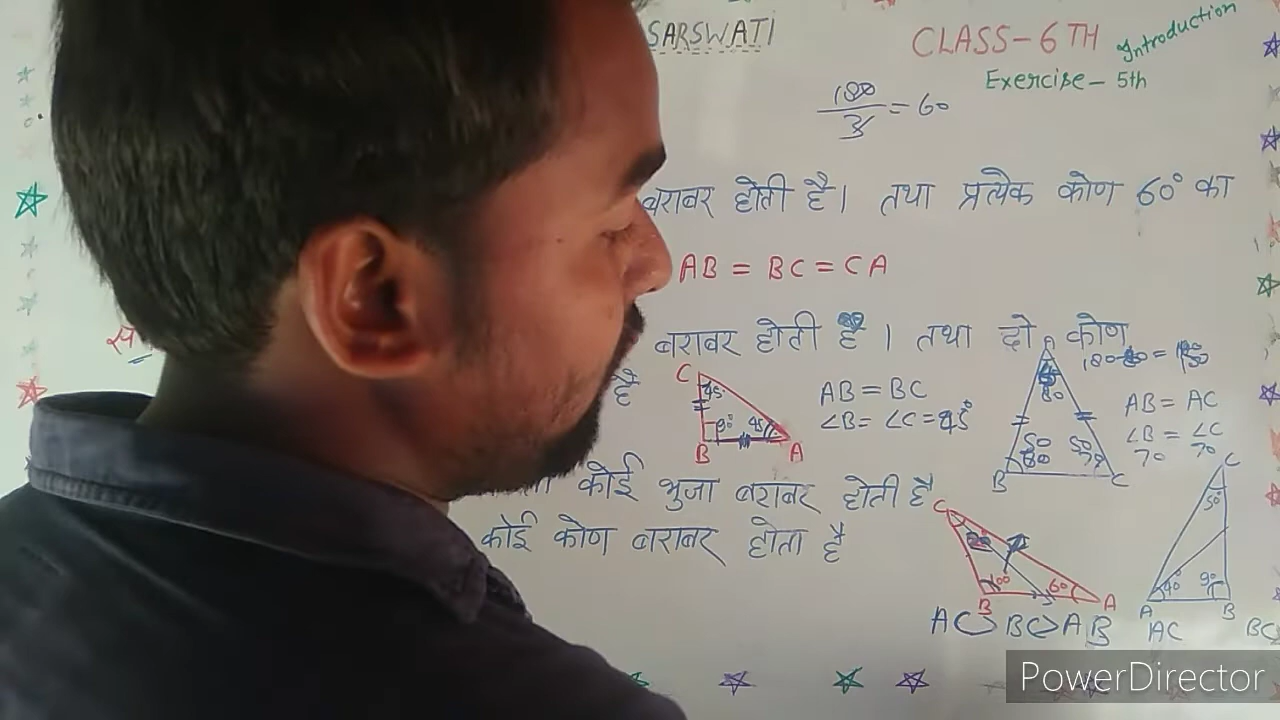 SARSWATI
CLASS-6TH
Introduction
Exercise- 5th
180/3 = 60
बराबर होती है। तथा प्रत्येक कोण 60° का
AB = BC = CA
बराबर होती है । तथा दो कोण
है
C
45°
90°
45
B
A
AB = BC
∠B = ∠C = 45°
A
80
50
50
B
C
AB = AC
∠B = ∠C
70 70
कोई भुजा बराबर होती है
कोई कोण बराबर होता है
C
100
60
B
A
C
50
40°
90
A
B
AC BC AB
AC
BC
PowerDirector